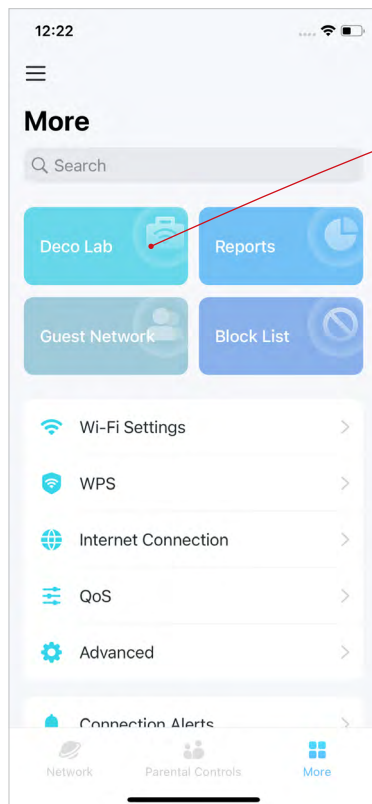 12:22
More
Search
Deco Lab
Reports
Guest Network
Block List
Wi-Fi Settings
WPS
Internet Connection
QoS
Advanced
Connection Alerts
Network
Parental Controls
More